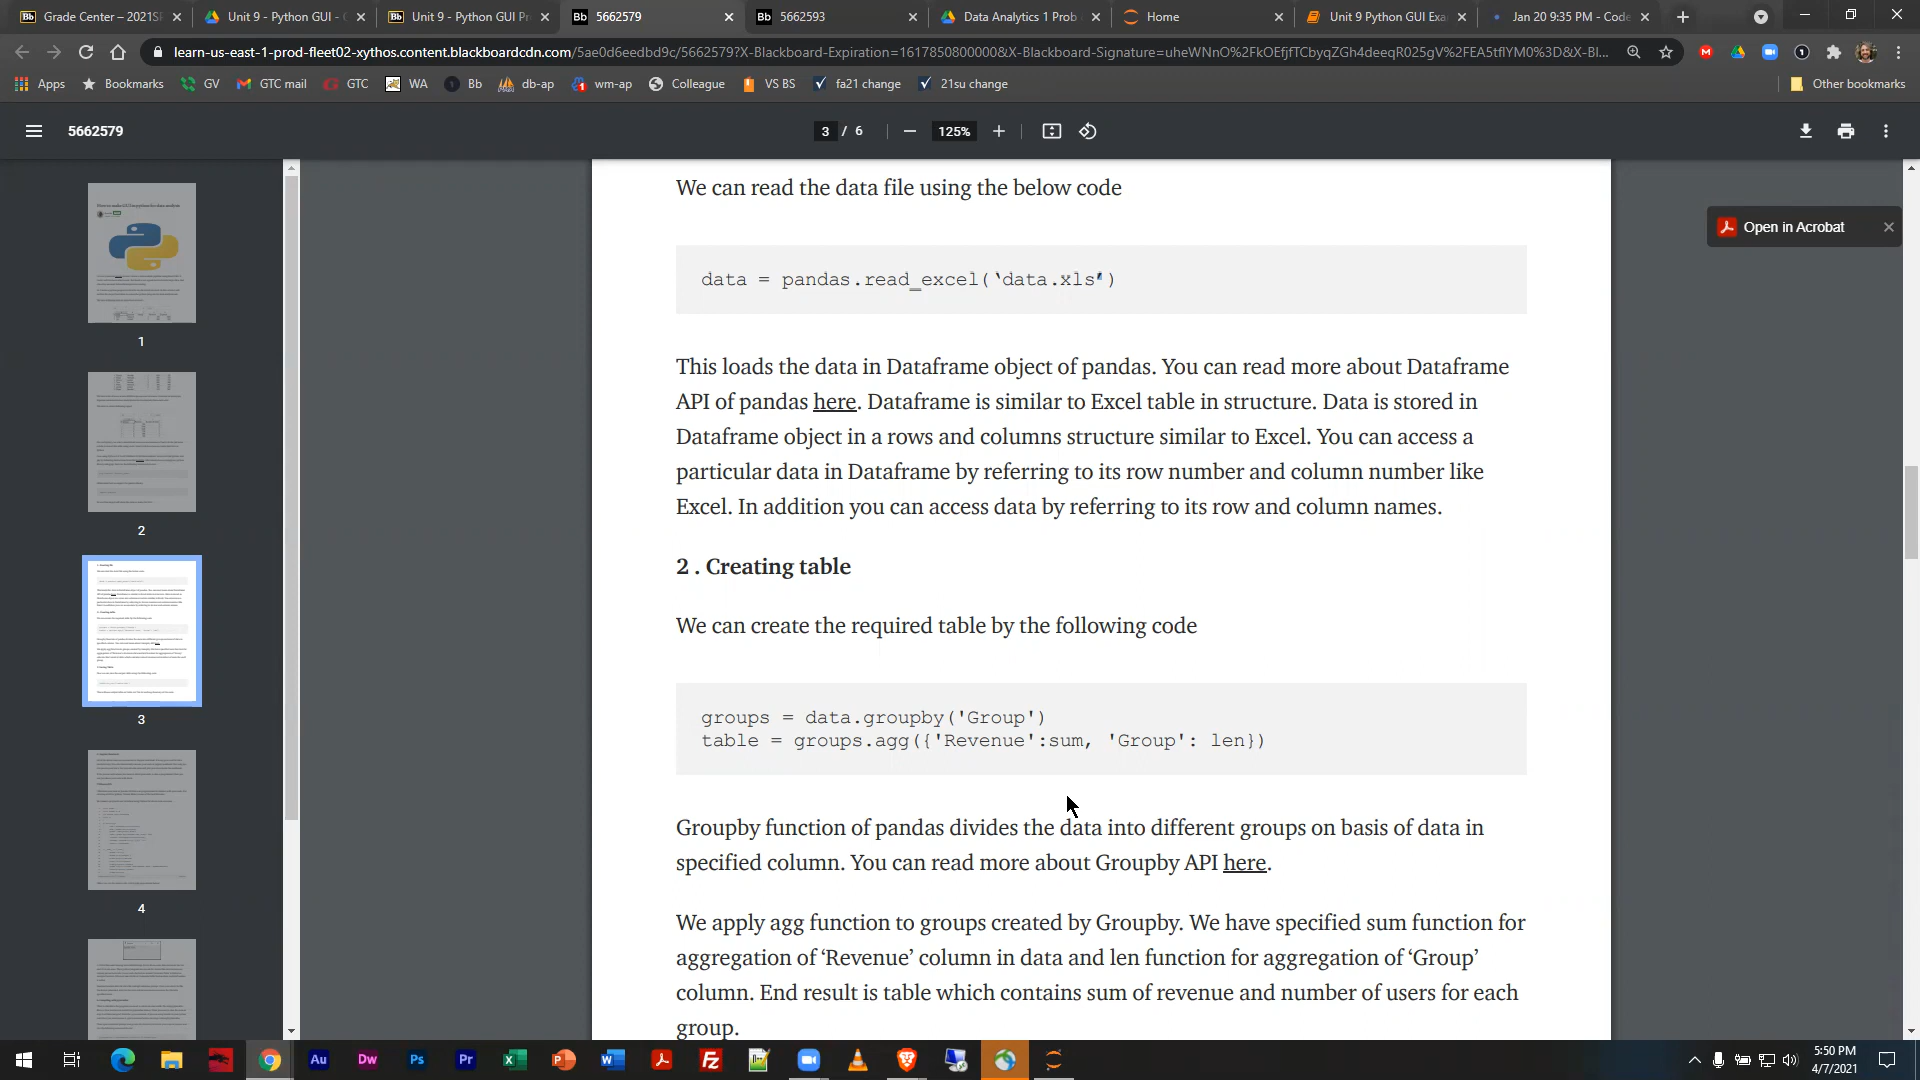 Grade Center – 2021S
Unit 9 - Python GUI -
Unit 9 - Python GUI Pr
5662579
5662593
Data Analytics 1 Prob
Home
Unit 9 Python GUI Exa
Jan 20 9:35 PM - Code
learn-us-east-1-prod-fleet02-xythos.content.blackboardcdn.com/5ae0d6eedbd9c/5662579?X-Blackboard-Expiration=1617850800000&X-Blackboard-Signature=uheWNnO%2FkOEfjfTCbyqZGh4deeqR025gV%2FEA5tflYM0%3D&X-Bl...
Apps
Bookmarks
GV
GTC mail
GTC
WA
Bb
db-ap
wm-ap
Colleague
VS BS
fa21 change
21su change
Other bookmarks
5662579
3 / 6
125%
Open in Acrobat
1
2
3
4
We can read the data file using the below code
data = pandas.read_excel(‘data.xls’)
This loads the data in Dataframe object of pandas. You can read more about Dataframe
API of pandas here. Dataframe is similar to Excel table in structure. Data is stored in
Dataframe object in a rows and columns structure similar to Excel. You can access a
particular data in Dataframe by referring to its row number and column number like
Excel. In addition you can access data by referring to its row and column names.
2 . Creating table
We can create the required table by the following code
groups = data.groupby('Group')
table = groups.agg({'Revenue':sum, 'Group': len})
Groupby function of pandas divides the data into different groups on basis of data in
specified column. You can read more about Groupby API here.
We apply agg function to groups created by Groupby. We have specified sum function for
aggregation of ‘Revenue’ column in data and len function for aggregation of ‘Group’
column. End result is table which contains sum of revenue and number of users for each
group.
5:50 PM
4/7/2021